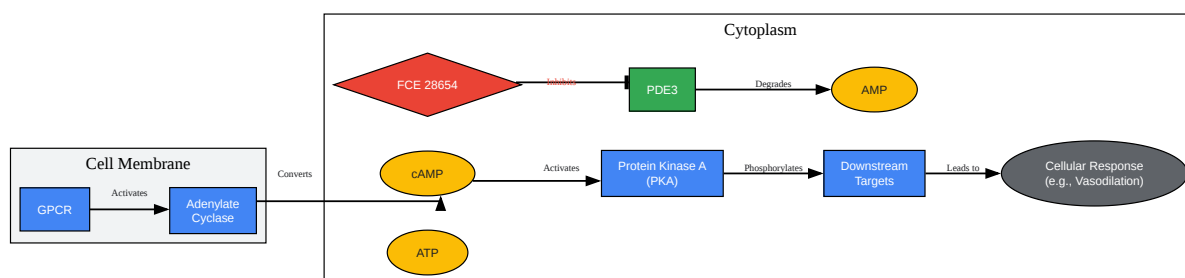 Cytoplasm
FCE 28654
Inhibits
PDE3
Degrades
AMP
Cell Membrane
GPCR
Activates
Adenylate
Cyclase
Converts
cAMP
Activates
Protein Kinase A
(PKA)
Phosphorylates
Downstream
Targets
Leads to
Cellular Response
(e.g., Vasodilation)
ATP